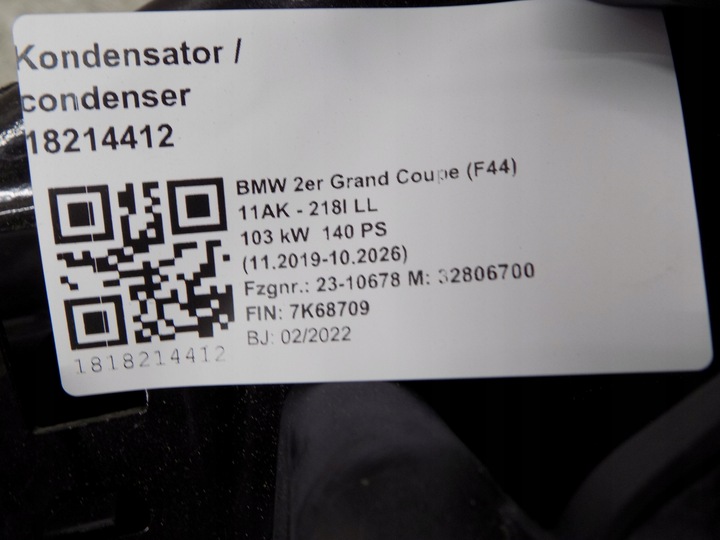 Kondensator /
condenser
18214412
BMW 2er Grand Coupe (F44)
11AK - 218I LL
103 kW 140 PS
(11.2019-10.2026)
Fzgnr.: 23-10678 M: 32806700
FIN: 7K68709
BJ: 02/2022
1818214412